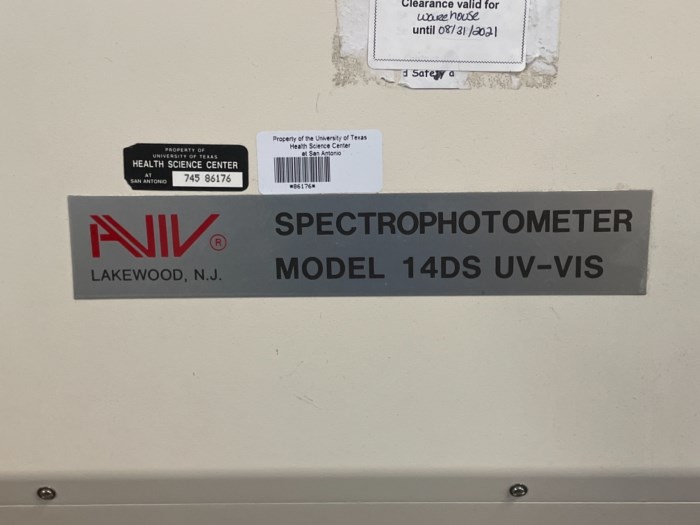 Clearance valid for
warehouse
until 08/31/2021
d Safety a
PROPERTY OF
UNIVERSITY OF TEXAS
HEALTH SCIENCE CENTER
AT
SAN ANTONIO
745 86176
Property of the University of Texas
Health Science Center
at San Antonio
*86176*
AVIV ®
LAKEWOOD, N.J.
SPECTROPHOTOMETER
MODEL 14DS UV-VIS